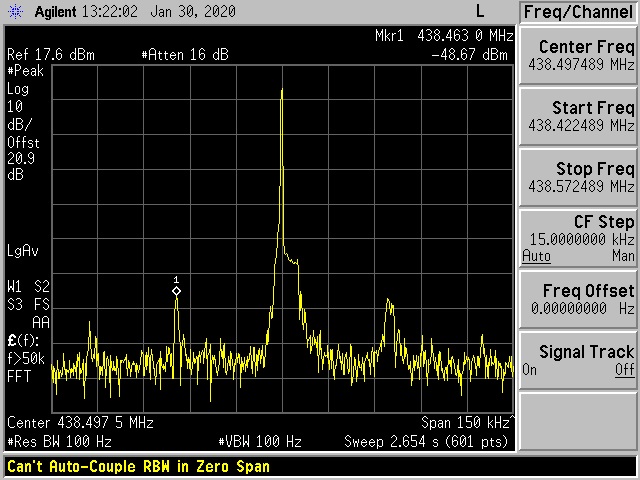 Agilent 13:22:02 Jan 30, 2020 L
Freq/Channel
Mkr1 438.463 0 MHz
Ref 17.6 dBm #Atten 16 dB -48.67 dBm
#Peak
Log
10
dB/
Offst
20.9
dB
LgAv
W1 S2
S3 FS
AA
£(f):
f>50k
FFT
1
Center 438.497 5 MHz Span 150 kHz^
#Res BW 100 Hz #VBW 100 Hz Sweep 2.654 s (601 pts)
Can't Auto-Couple RBW in Zero Span
Center Freq
438.497489 MHz
Start Freq
438.422489 MHz
Stop Freq
438.572489 MHz
CF Step
15.0000000 kHz
Auto Man
Freq Offset
0.00000000 Hz
Signal Track
On Off